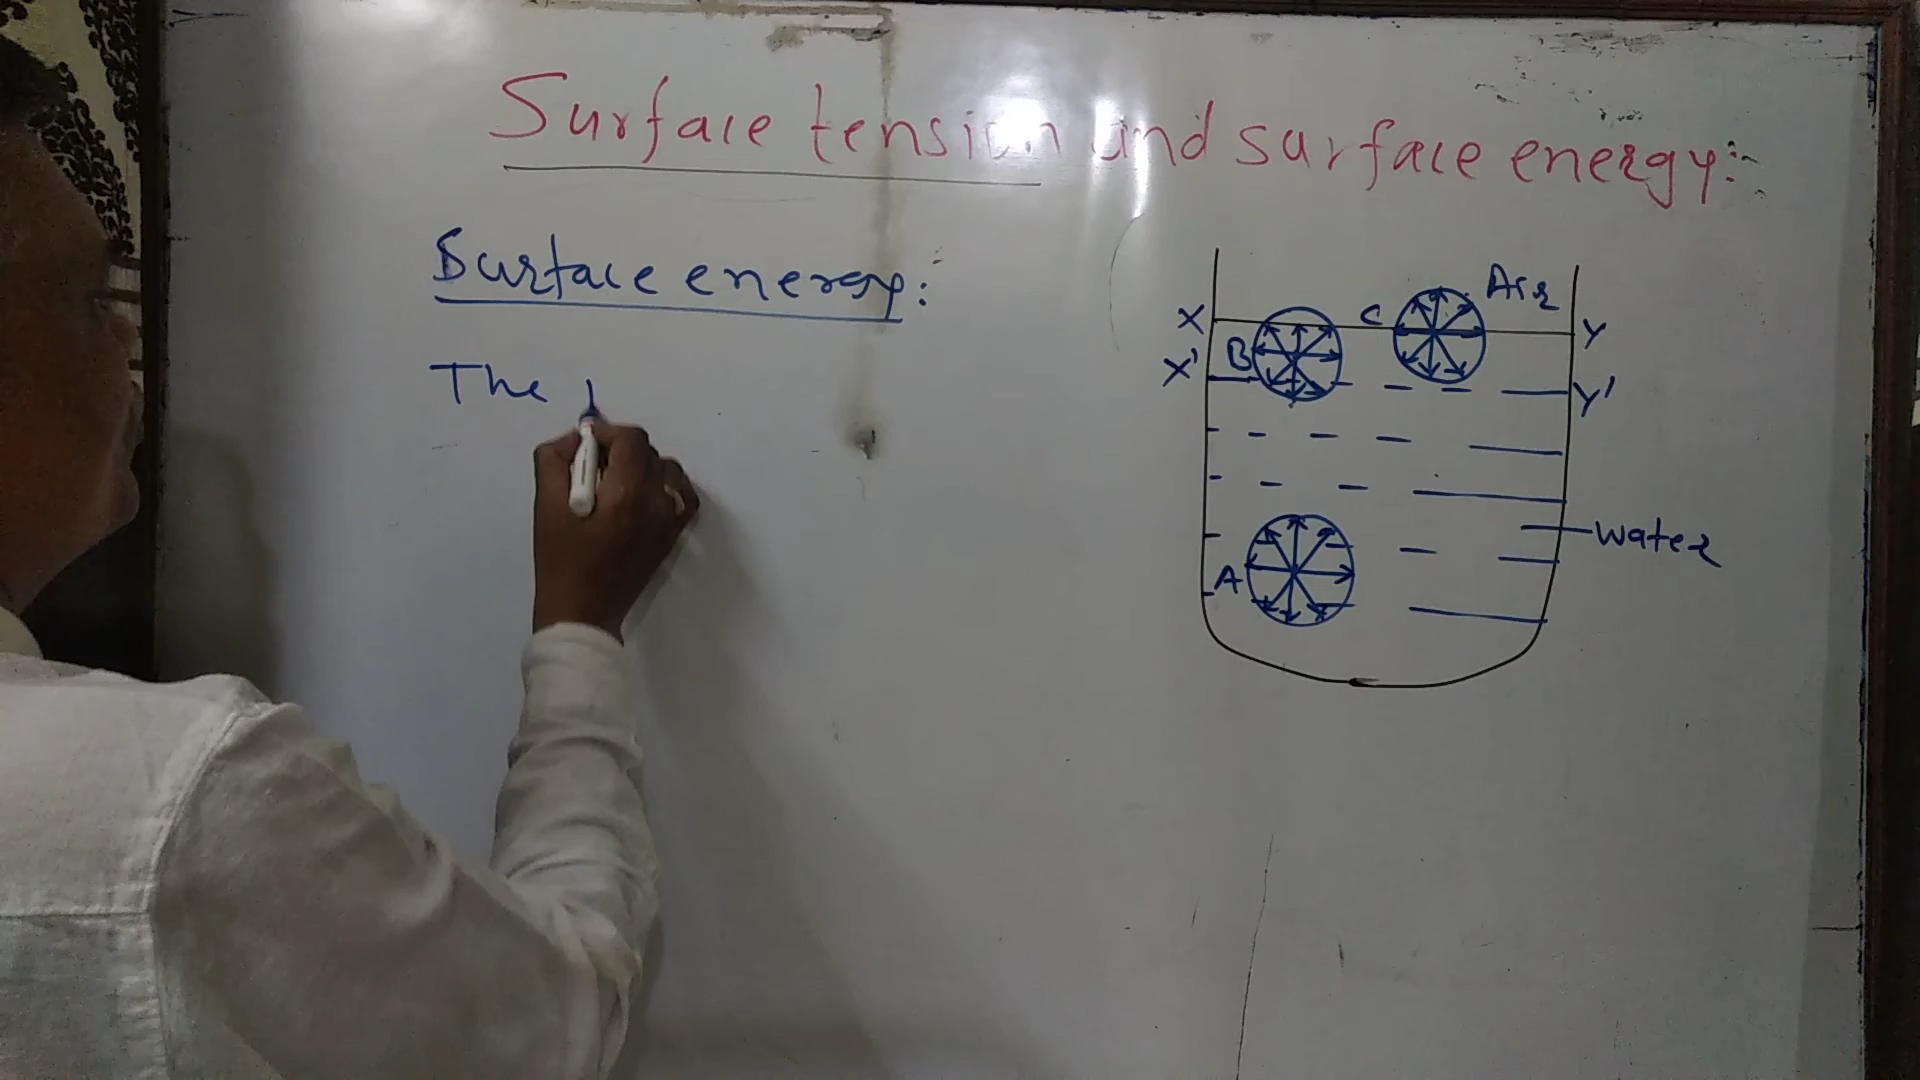 Surface tension and surface energy:-
Surface energy:
The
Air
X
C
Y
B
X'
Y'
Water
A